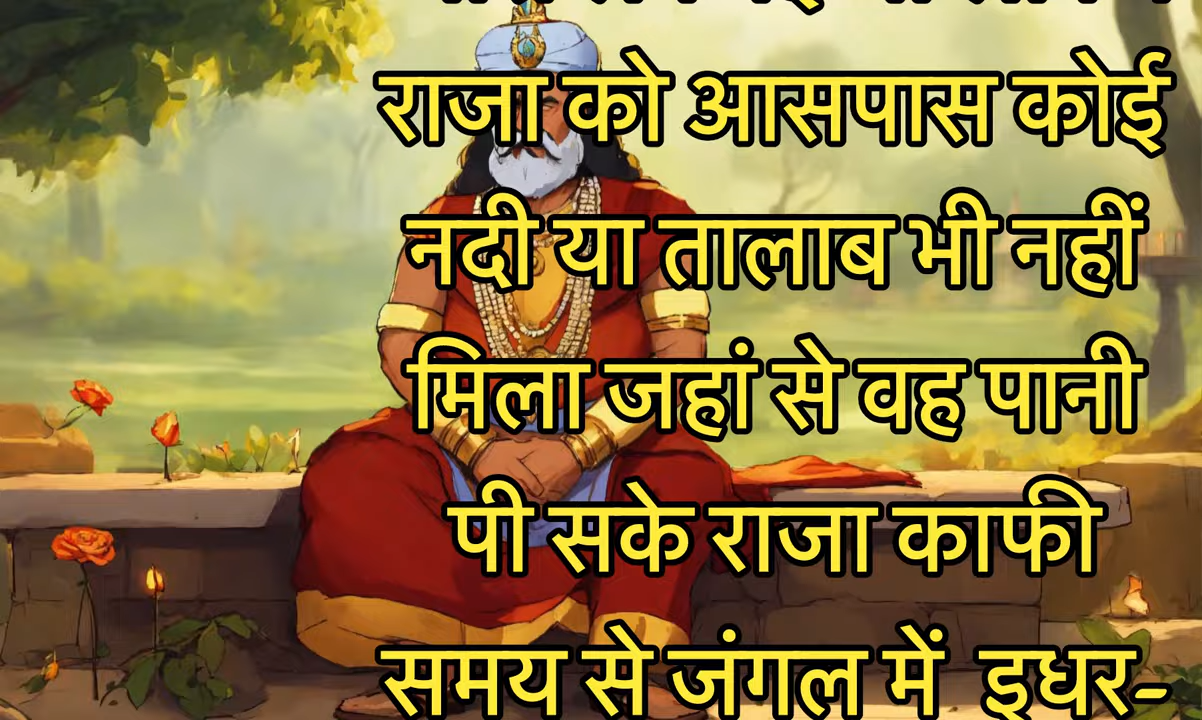 राजा को आसपास कोई
नदी या तालाब भी नहीं
मिला जहां से वह पानी
पी सके राजा काफी
समय से जंगल में इधर-